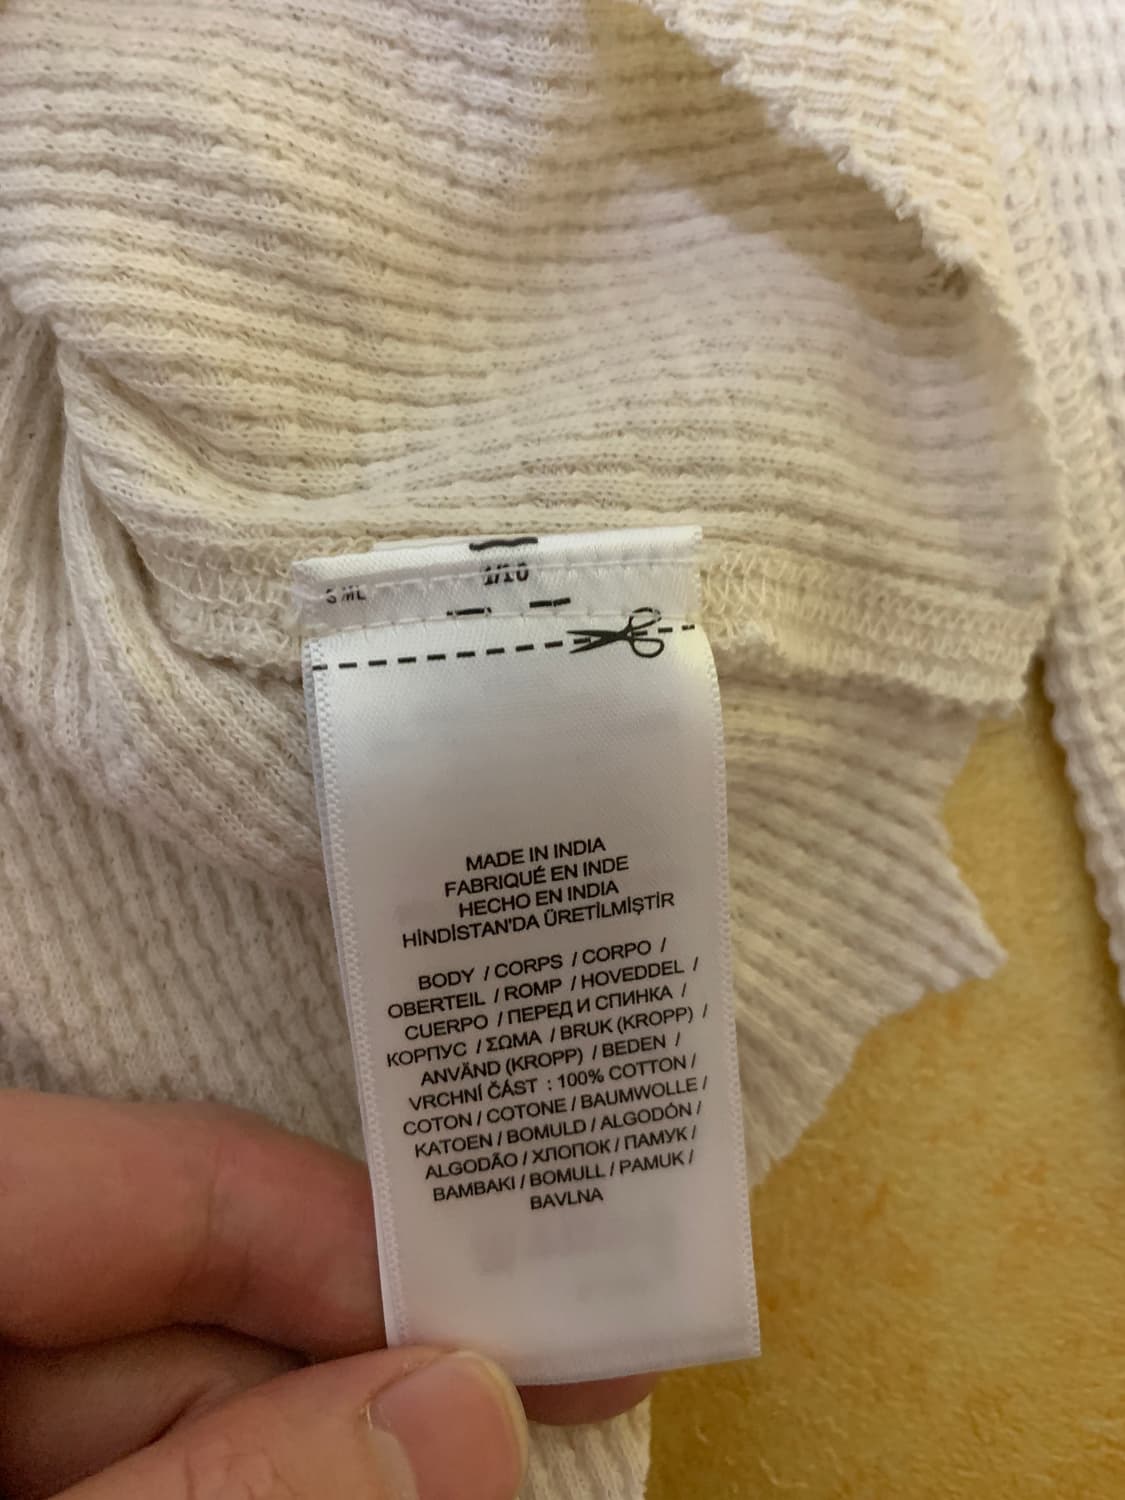 1/10
MADE IN INDIA
FABRIQUÉ EN INDE
HECHO EN INDIA
HİNDİSTAN'DA ÜRETİLMİŞTİR
BODY / CORPS / CORPO /
OBERTEIL / ROMP / HOVEDDEL /
CUERPO / ПЕРЕД И СПИНКА /
КОРПУС / ΣΩΜΑ / BRUK (KROPP) /
ANVÄND (KROPP) / BEDEN /
VRCHNÍ ČÁST : 100% COTTON /
COTON / COTONE / BAUMWOLLE /
KATOEN / BOMULD / ALGODÓN /
ALGODÃO / ХЛОПОК / ПАМУК /
BAMBAKI / BOMULL / PAMUK /
BAVLNA